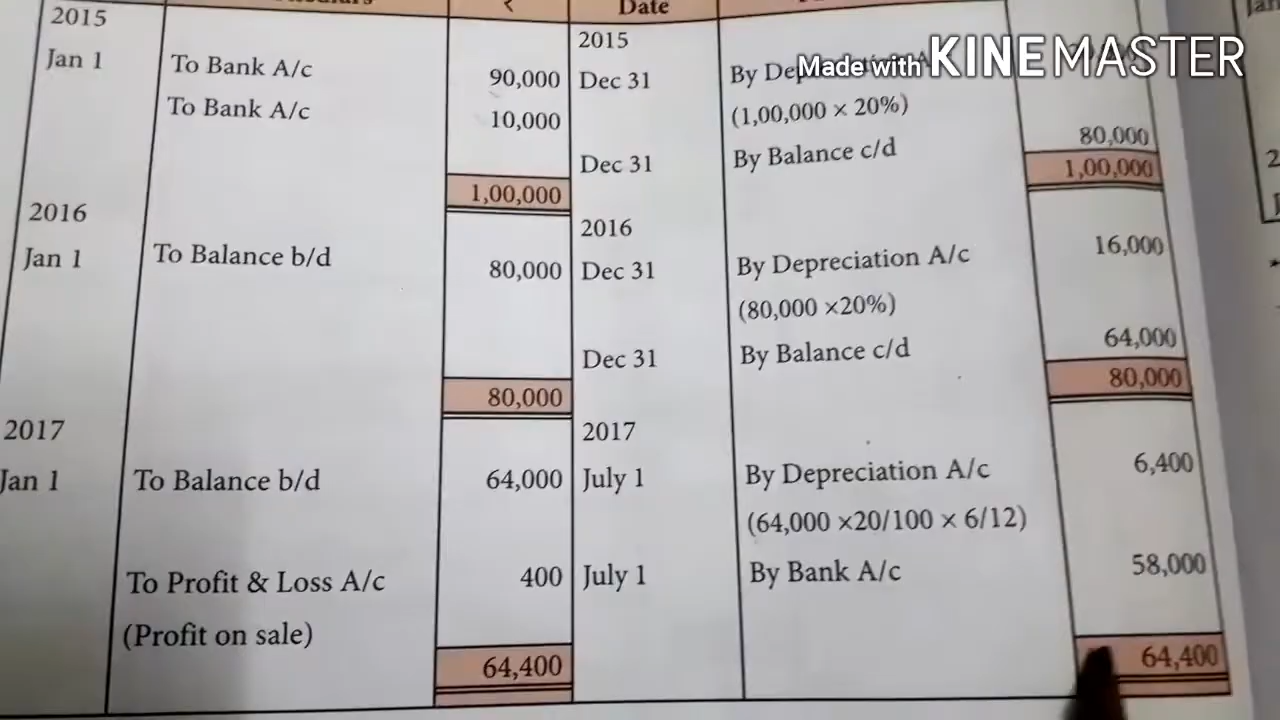 ₹ Date
2015 2015
Jan 1 To Bank A/c 90,000 Dec 31 By
To Bank A/c 10,000 (1,00,000 × 20%)
Dec 31 By Balance c/d 80,000
1,00,000 1,00,000
2016 2016
Jan 1 To Balance b/d 80,000 Dec 31 By Depreciation A/c 16,000
(80,000 ×20%)
Dec 31 By Balance c/d 64,000
80,000 80,000
2017 2017
Jan 1 To Balance b/d 64,000 July 1 By Depreciation A/c 6,400
(64,000 ×20/100 × 6/12)
To Profit & Loss A/c 400 July 1 By Bank A/c 58,000
(Profit on sale)
64,400 64,400
Made with KINEMASTER